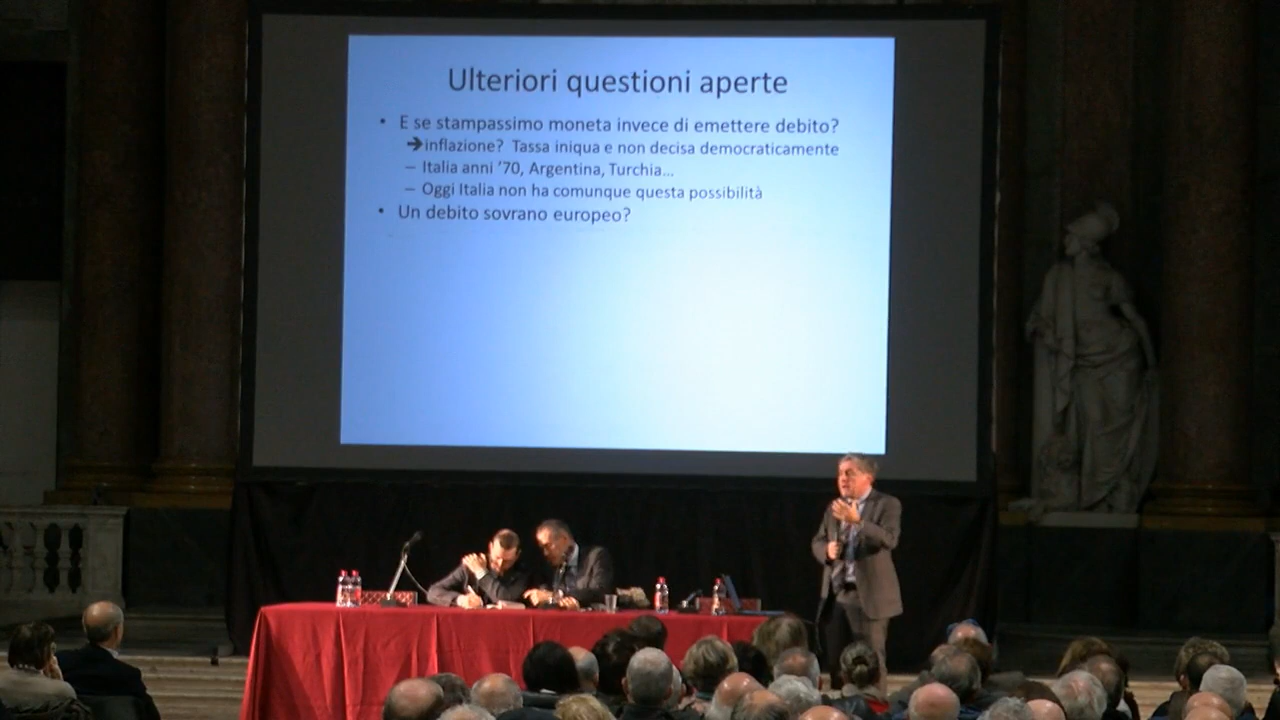 Ulteriori questioni aperte
• E se stampassimo moneta invece di emettere debito?
➔inflazione? Tassa iniqua e non decisa democraticamente
– Italia anni ’70, Argentina, Turchia...
– Oggi Italia non ha comunque questa possibilità
• Un debito sovrano europeo?